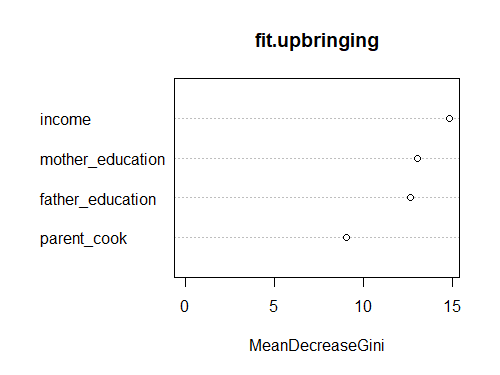 fit.upbringing
income
mother_education
father_education
parent_cook
0 5 10 15
MeanDecreaseGini